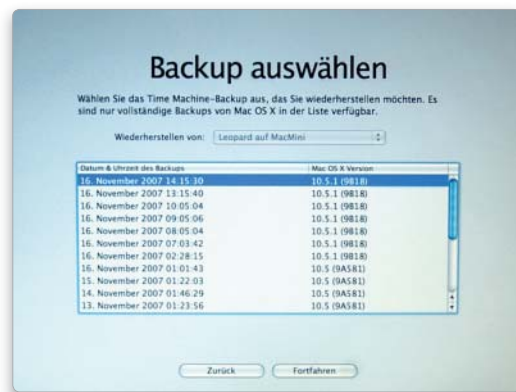 Backup auswählen
Wählen Sie das Time Machine-Backup aus, das Sie wiederherstellen möchten. Es
sind nur vollständige Backups von Mac OS X in der Liste verfügbar.
Wiederherstellen von: Leopard auf MacMini
Datum & Uhrzeit des Backups Mac OS X Version
16. November 2007 14:15:30 10.5.1 (9B18)
16. November 2007 13:15:40 10.5.1 (9B18)
16. November 2007 10:05:04 10.5.1 (9B18)
16. November 2007 09:05:06 10.5.1 (9B18)
16. November 2007 08:05:04 10.5.1 (9B18)
16. November 2007 07:03:42 10.5.1 (9B18)
16. November 2007 02:28:15 10.5.1 (9B18)
16. November 2007 01:01:43 10.5 (9A581)
15. November 2007 01:22:03 10.5 (9A581)
14. November 2007 01:46:29 10.5 (9A581)
13. November 2007 01:23:56 10.5 (9A581)
Zurück Fortfahren